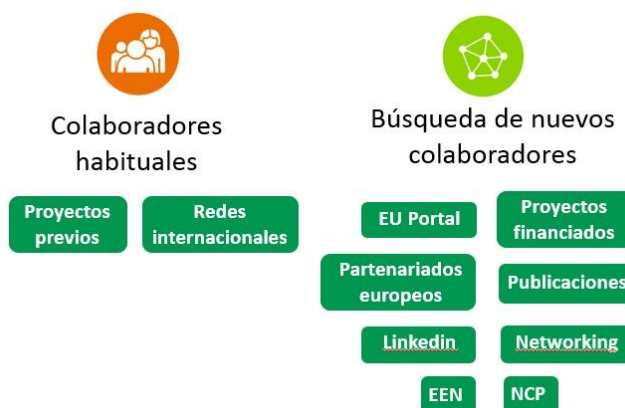 Colaboradores
habituales
Proyectos
previos
Redes
internacionales
Búsqueda de nuevos
colaboradores
EU Portal
Proyectos
financiados
Partenariados
europeos
Publicaciones
Linkedin
Networking
EEN
NCP